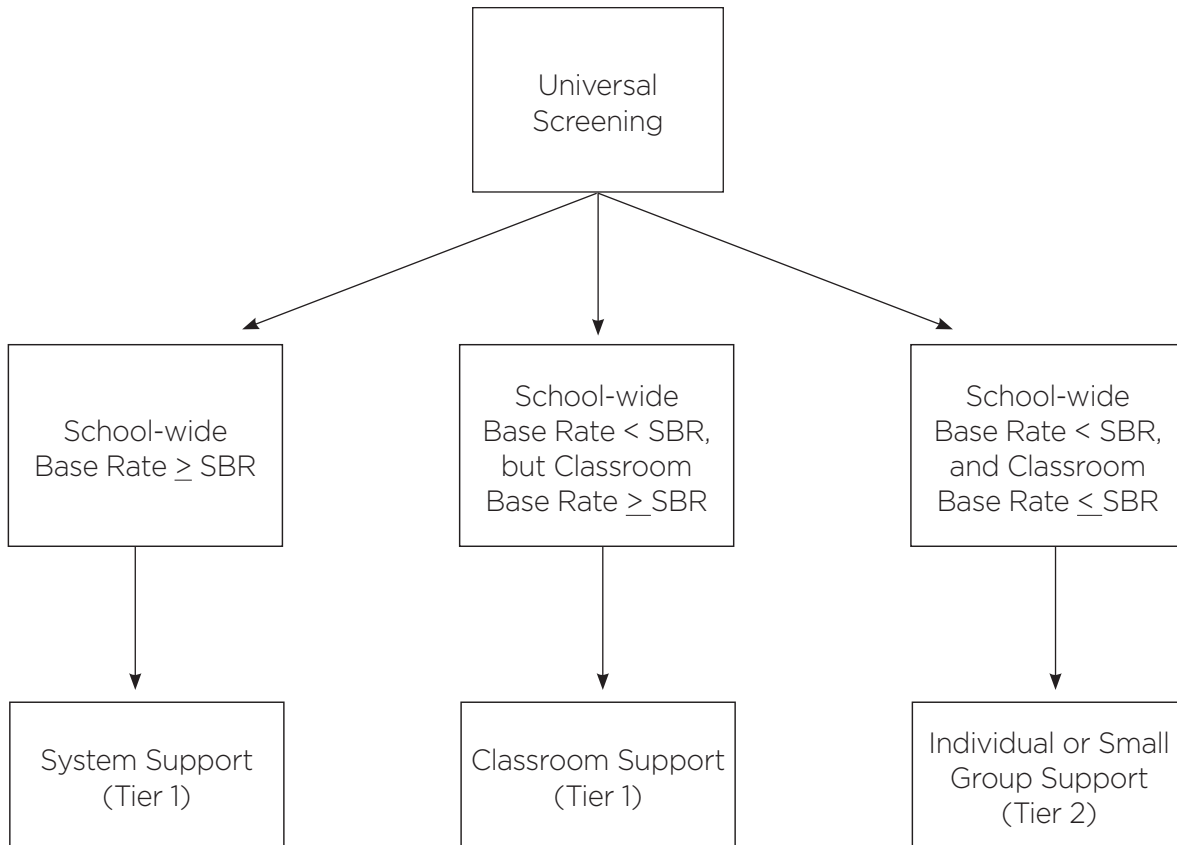 Universal
Screening
School-wide
Base Rate ≥ SBR
School-wide
Base Rate < SBR,
but Classroom
Base Rate ≥ SBR
School-wide
Base Rate < SBR,
and Classroom
Base Rate ≤ SBR
System Support
(Tier 1)
Classroom Support
(Tier 1)
Individual or Small
Group Support
(Tier 2)